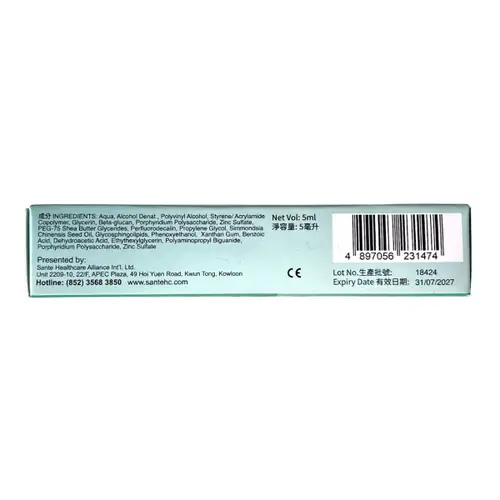 成分 INGREDIENTS: Aqua, Alcohol Denat., Polyvinyl Alcohol, Styrene/ Acrylamide
Copolymer, Glycerin, Beta-glucan, Porphyridium Polysaccharide, Zinc Sulfate,
PEG-75 Shea Butter Glycerides, Perfluorodecalin, Propylene Glycol, Simmondsia
Chinensis Seed Oil, Glycosphingolipids, Phenoxyethanol, Xanthan Gum, Benzoic
Acid, Dehydroacetic Acid, Ethylhexylglycerin, Polyaminopropyl Biguanide,
Porphyridium Polysaccharide, Zinc Sulfate
Presented by:
Sante Healthcare Alliance Int'l. Ltd.
Unit 2209-10, 22/F, APEC Plaza, 49 Hoi Yuen Road, Kwun Tong, Kowloon
Hotline: (852) 3568 3850 www.santehc.com
Net Vol: 5ml
淨容量: 5毫升
CE
4 897056 231474
Lot No.生產批號: 18424
Expiry Date 有效日期: 31/07/2027